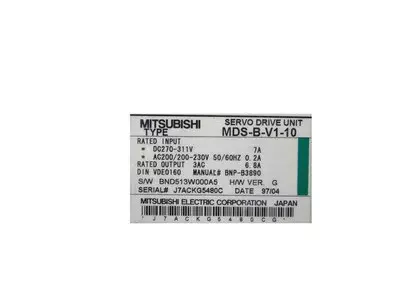 MITSUBISHI SERVO DRIVE UNIT
TYPE MDS-B-V1-10
RATED INPUT
* DC270-311V 7A
* AC200/200-230V 50/60HZ 0.2A
RATED OUTPUT 3AC 6.8A
DIN VDE0160 MANUAL# BNP-B3890
S/W BND513W000A5 H/W VER. G
SERIAL# J7ACKG5480C DATE 97/04
MITSUBISHI ELECTRIC CORPORATION JAPAN
*J7ACKG5480CG*